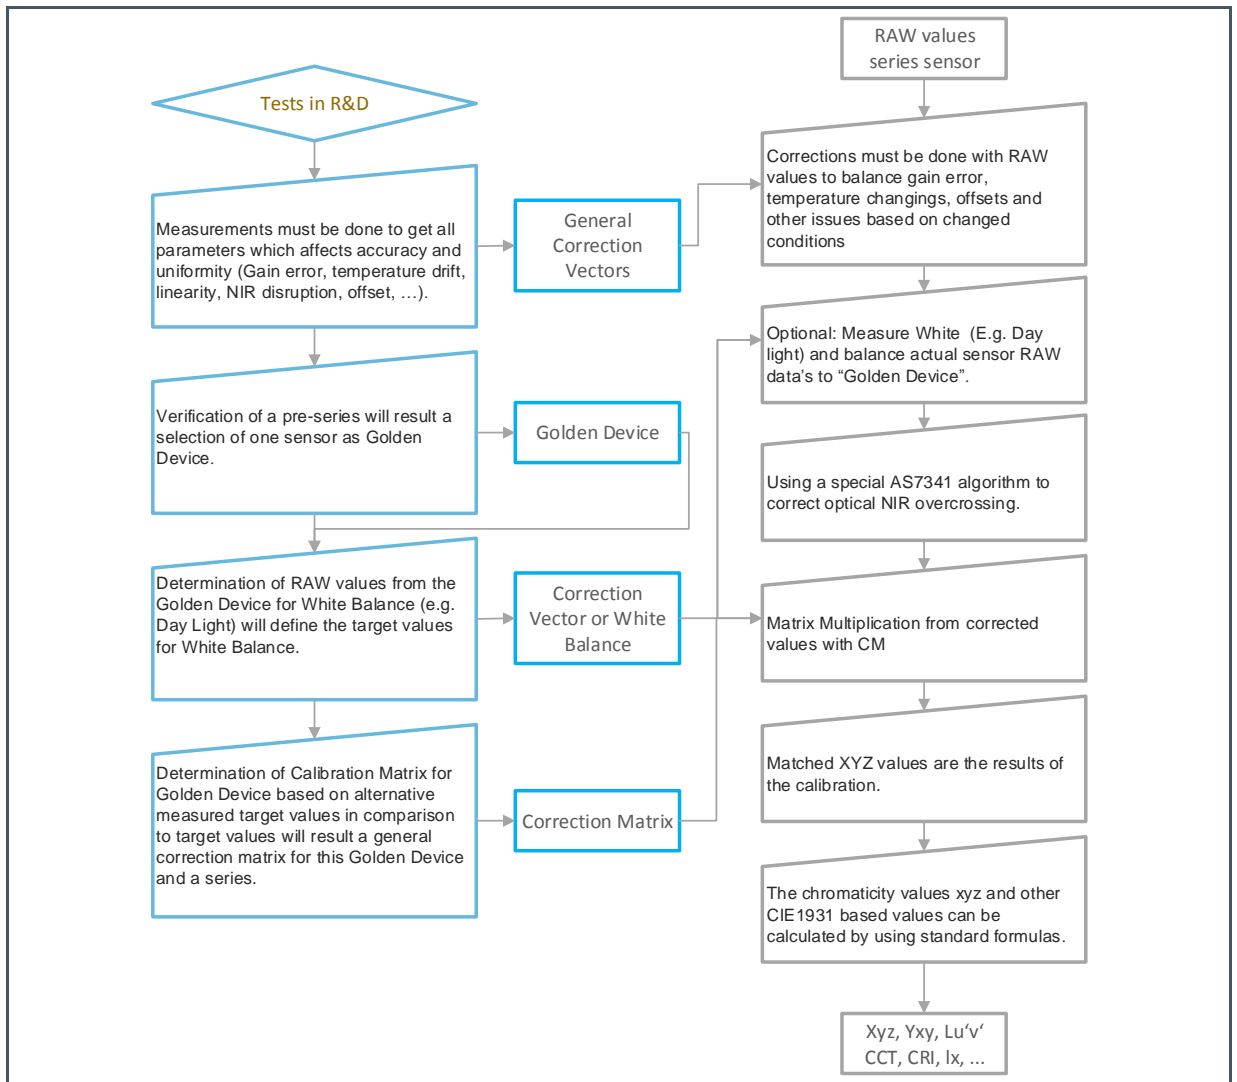 Tests in R&D
Measurements must be done to get all
parameters which affects accuracy and
uniformity (Gain error, temperature drift,
linearity, NIR disruption, offset, …).
General
Correction
Vectors
Verification of a pre-series will result a
selection of one sensor as Golden
Device.
Golden Device
Determination of RAW values from the
Golden Device for White Balance (e.g.
Day Light) will define the target values
for White Balance.
Correction
Vector or White
Balance
Determination of Calibration Matrix for
Golden Device based on alternative
measured target values in comparison
to target values will result a general
correction matrix for this Golden Device
and a series.
Correction Matrix
RAW values
series sensor
Corrections must be done with RAW
values to balance gain error,
temperature changings, offsets and
other issues based on changed
conditions
Optional: Measure White  (E.g. Day
light) and balance actual sensor RAW
data’s to “Golden Device”.
Using a special AS7341 algorithm to
correct optical NIR overcrossing.
Matrix Multiplication from corrected
values with CM
Matched XYZ values are the results of
the calibration.
The chromaticity values xyz and other
CIE1931 based values can be
calculated by using standard formulas.
Xyz, Yxy, Lu‘v‘
CCT, CRI, lx, ...